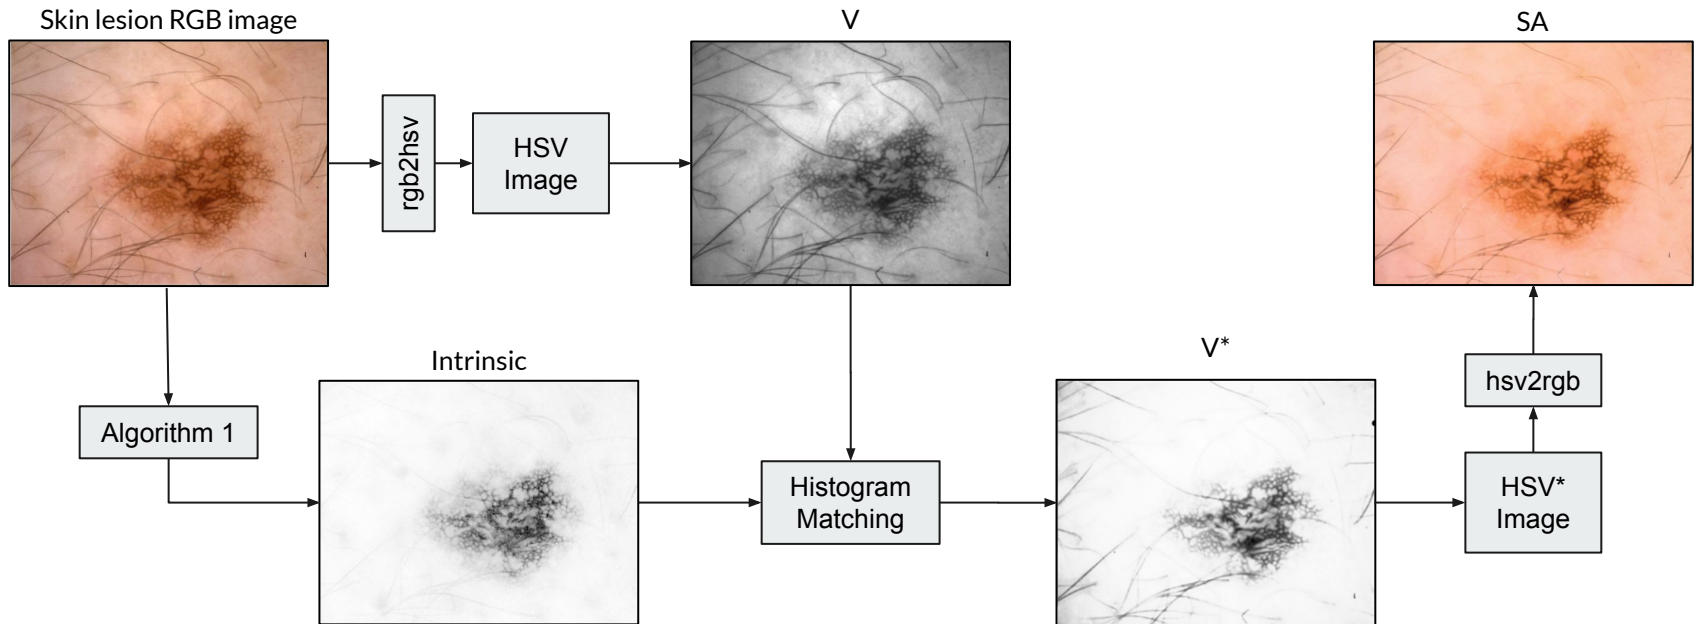 Skin lesion RGB image
V
SA
rgb2hsv
HSV
Image
Intrinsic
V*
Algorithm 1
Histogram
Matching
hsv2rgb
HSV*
Image